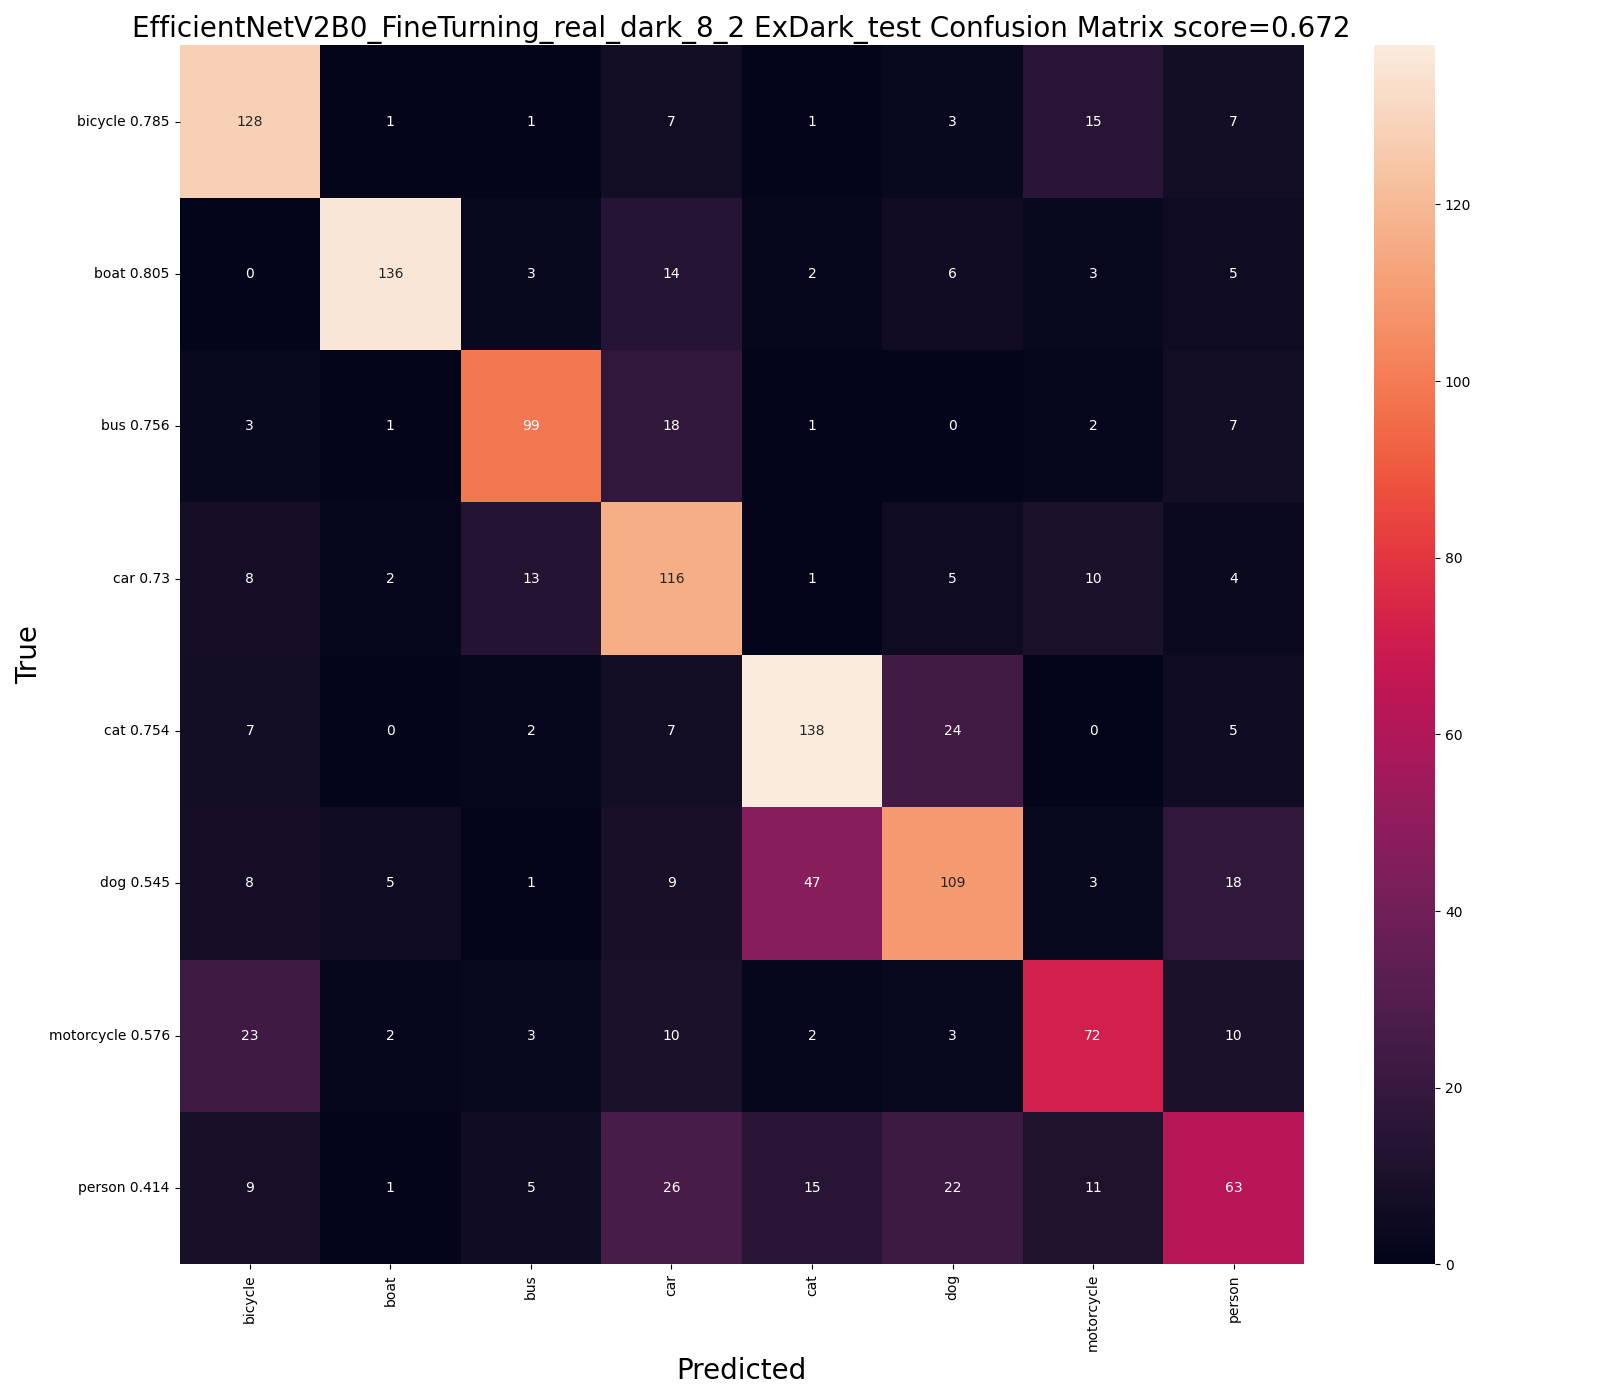 EfficientNetV2B0_FineTurning_real_dark_8_2 ExDark_test Confusion Matrix score=0.672
bicycle 0.785 128 1 1 7 1 3 15 7
boat 0.805 0 136 3 14 2 6 3 5
bus 0.756 3 1 99 18 1 0 2 7
car 0.73 8 2 13 116 1 5 10 4
cat 0.754 7 0 2 7 138 24 0 5
dog 0.545 8 5 1 9 47 109 3 18
motorcycle 0.576 23 2 3 10 2 3 72 10
person 0.414 9 1 5 26 15 22 11 63
bicycle boat bus car cat dog motorcycle person
Predicted
True
120
100
80
60
40
20
0